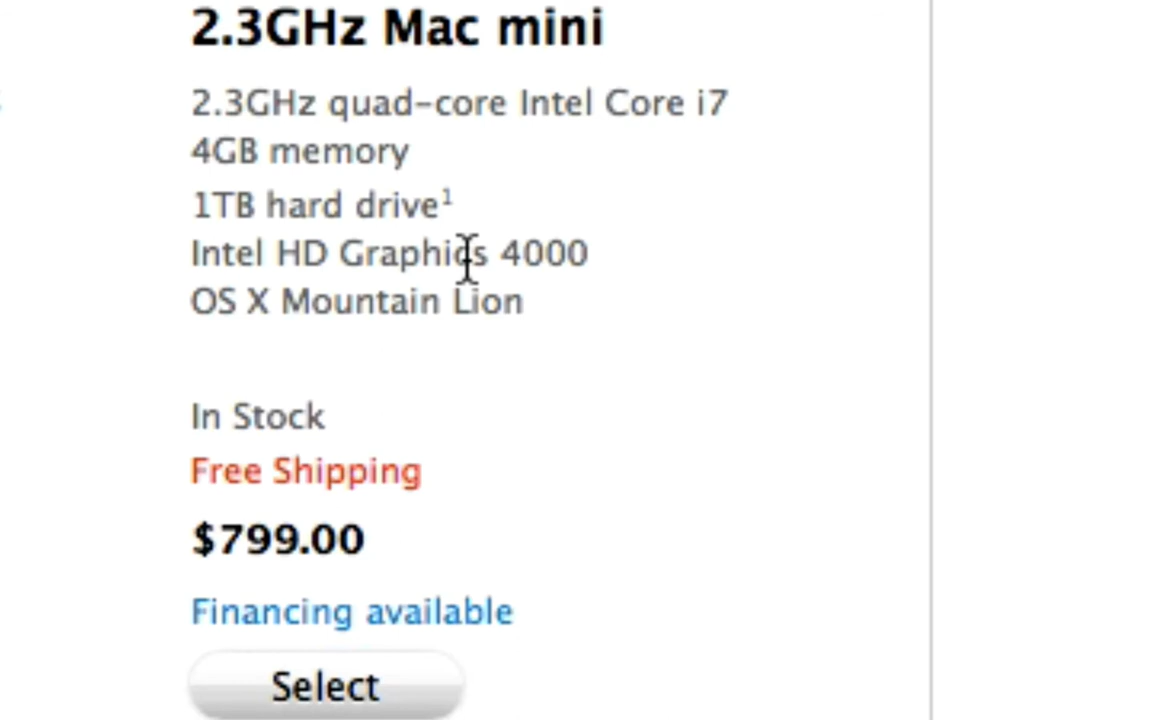 2.3GHz Mac mini
2.3GHz quad-core Intel Core i7
4GB memory
1TB hard drive¹
Intel HD Graphics 4000
OS X Mountain Lion
In Stock
Free Shipping
$799.00
Financing available
Select